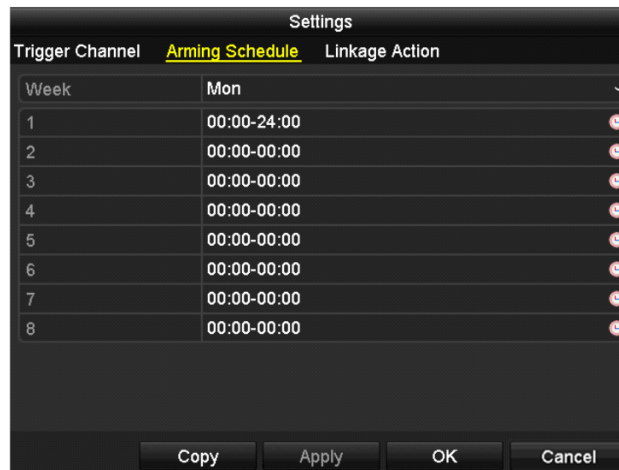 Settings
Trigger Channel Arming Schedule Linkage Action
Week Mon
1 00:00-24:00
2 00:00-00:00
3 00:00-00:00
4 00:00-00:00
5 00:00-00:00
6 00:00-00:00
7 00:00-00:00
8 00:00-00:00
Copy Apply OK Cancel